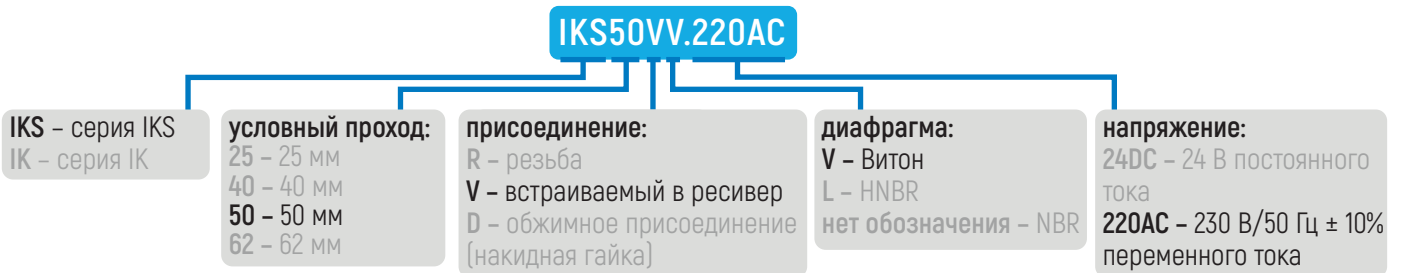 IKS50VV.220AC
IKS – серия IKS
IK – серия IK
условный проход:
25 – 25 мм
40 – 40 мм
50 – 50 мм
62 – 62 мм
присоединение:
R – резьба
V – встраиваемый в ресивер
D – обжимное присоединение
(накидная гайка)
диафрагма:
V – Витон
L – HNBR
нет обозначения – NBR
напряжение:
24DC – 24 В постоянного
тока
220AC – 230 В/50 Гц ± 10%
переменного тока